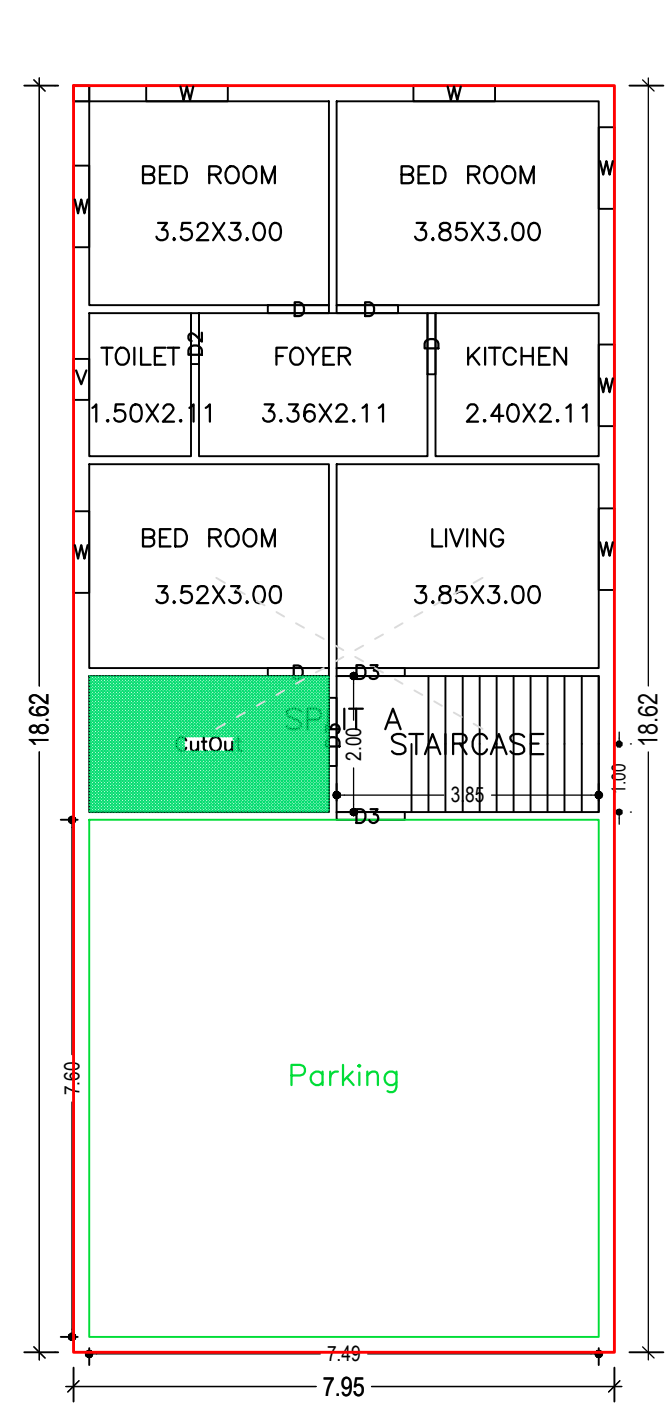 W
W
BED ROOM
3.52X3.00
BED ROOM
3.85X3.00
W
W
D
D
TOILET
1.50X2.11
D2
FOYER
3.36X2.11
D
KITCHEN
2.40X2.11
V
W
BED ROOM
3.52X3.00
LIVING
3.85X3.00
W
W
D
D3
18.62
CutOut
SPLIT A
STAIRCASE
2.00
3.85
1.00
18.62
D3
7.60
Parking
7.49
7.95